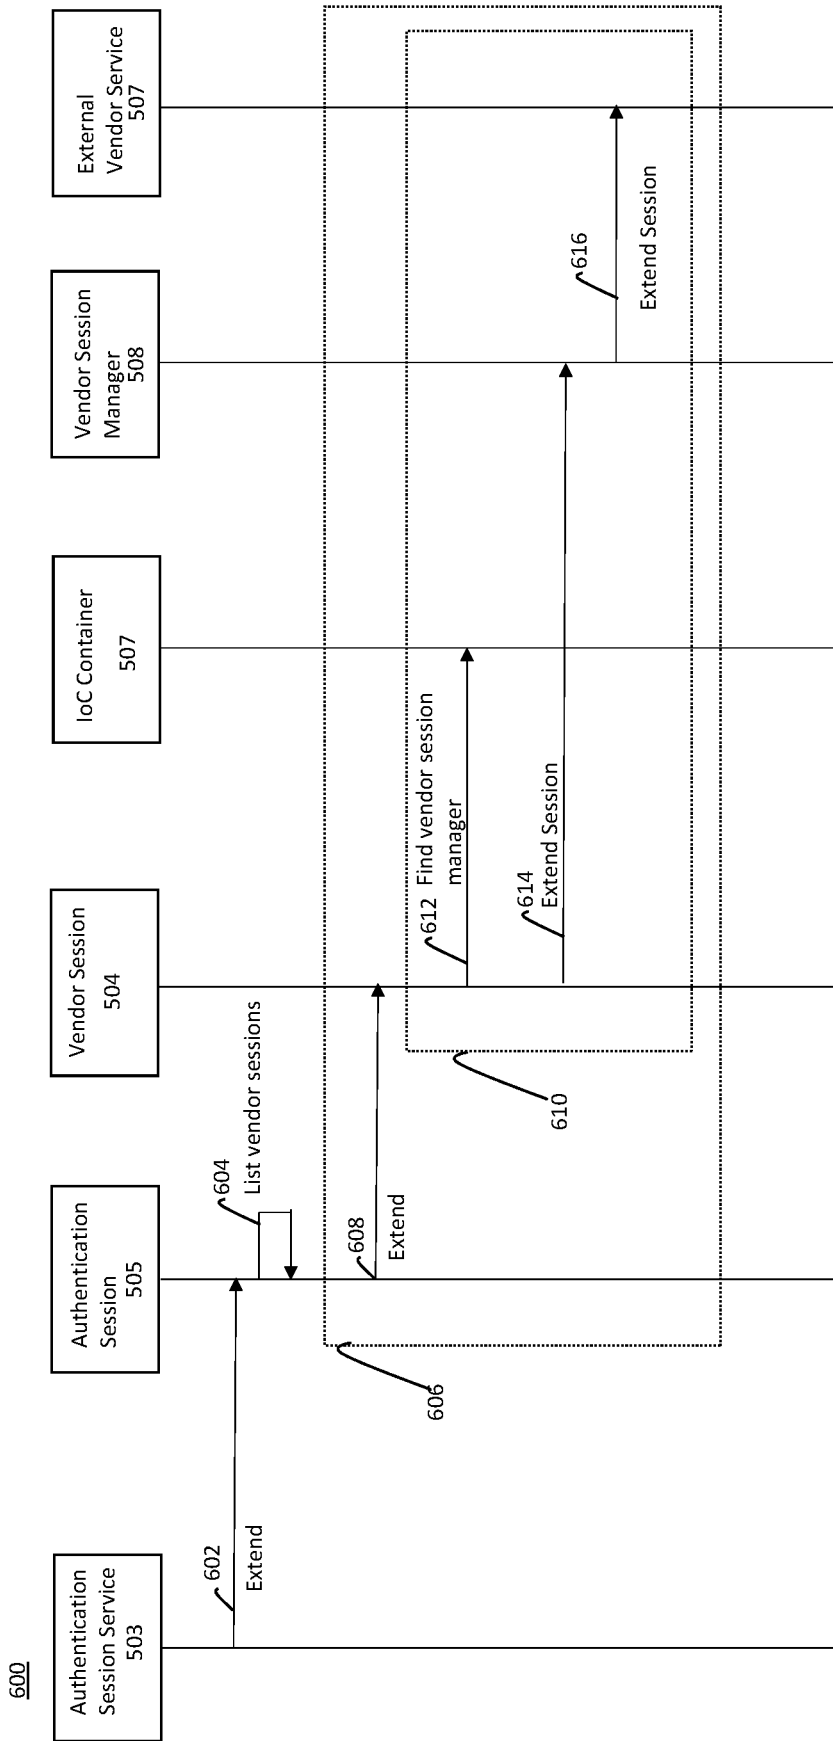 600
Authentication
Session Service
503
Authentication
Session
505
Vendor Session
504
IoC Container
507
Vendor Session
Manager
508
External
Vendor Service
507
602
Extend
604
List vendor sessions
606
608
Extend
610
612 Find vendor session
manager
614
Extend Session
616
Extend Session